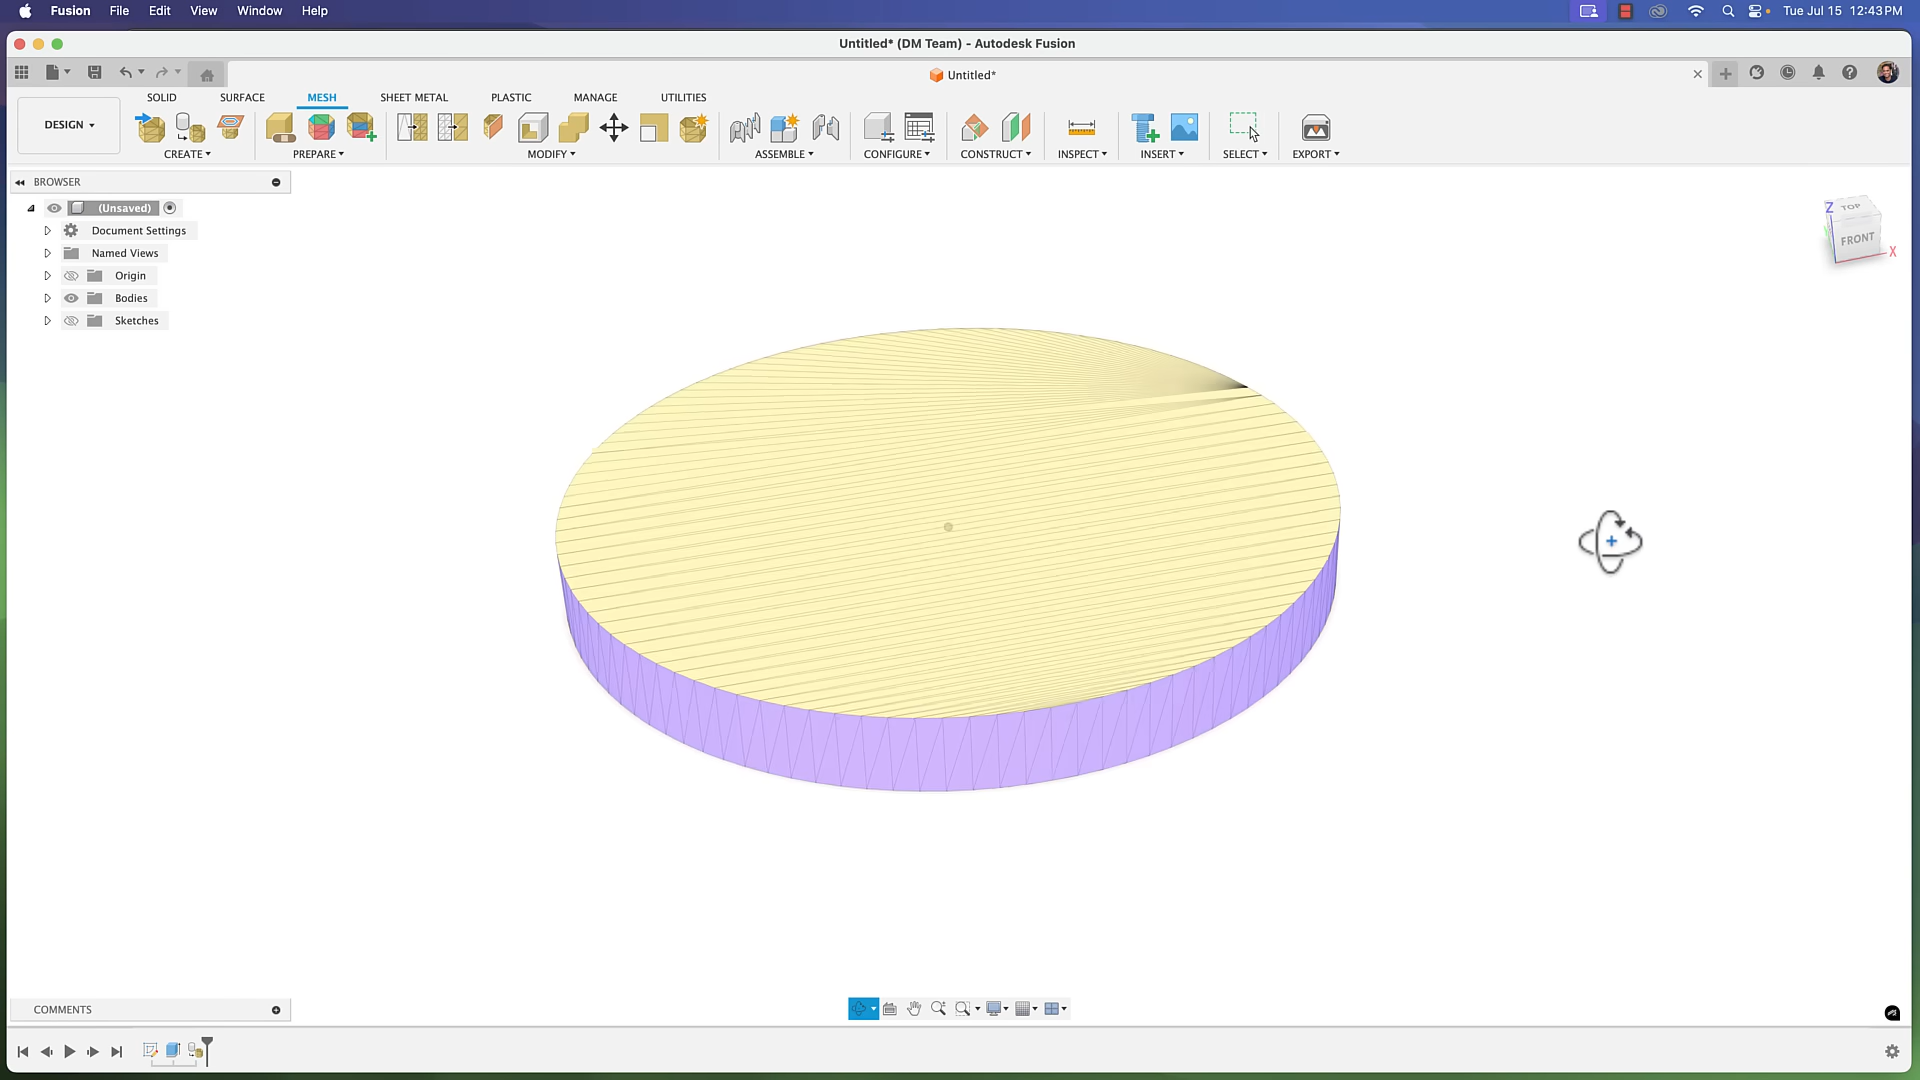 Fusion File Edit View Window Help Tue Jul 15 12:43 PM
Untitled* (DM Team) - Autodesk Fusion
Untitled*
SOLID SURFACE MESH SHEET METAL PLASTIC MANAGE UTILITIES
DESIGN
CREATE PREPARE MODIFY ASSEMBLE CONFIGURE CONSTRUCT INSPECT INSERT SELECT EXPORT
BROWSER
(Unsaved)
Document Settings
Named Views
Origin
Bodies
Sketches
Z TOP
FRONT X
COMMENTS